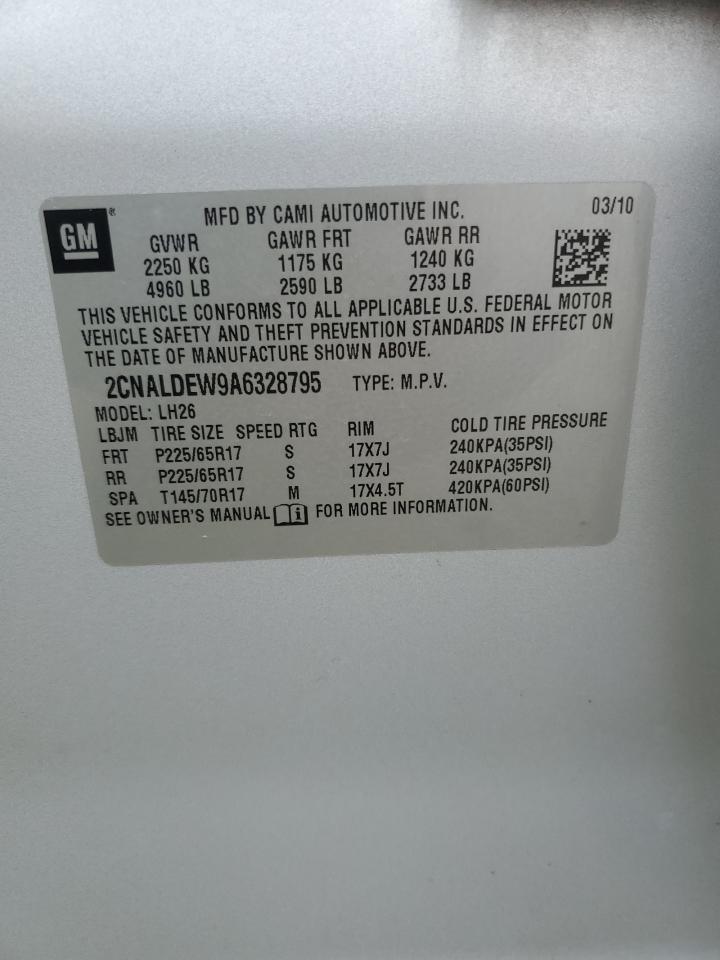 GM® MFD BY CAMI AUTOMOTIVE INC. 03/10
GVWR GAWR FRT GAWR RR
2250 KG 1175 KG 1240 KG
4960 LB 2590 LB 2733 LB
THIS VEHICLE CONFORMS TO ALL APPLICABLE U.S. FEDERAL MOTOR
VEHICLE SAFETY AND THEFT PREVENTION STANDARDS IN EFFECT ON
THE DATE OF MANUFACTURE SHOWN ABOVE.
2CNALDEW9A6328795 TYPE: M.P.V.
MODEL: LH26
LBJM TIRE SIZE SPEED RTG RIM COLD TIRE PRESSURE
FRT P225/65R17 S 17X7J 240KPA(35PSI)
RR P225/65R17 S 17X7J 240KPA(35PSI)
SPA T145/70R17 M 17X4.5T 420KPA(60PSI)
SEE OWNER'S MANUAL i FOR MORE INFORMATION.